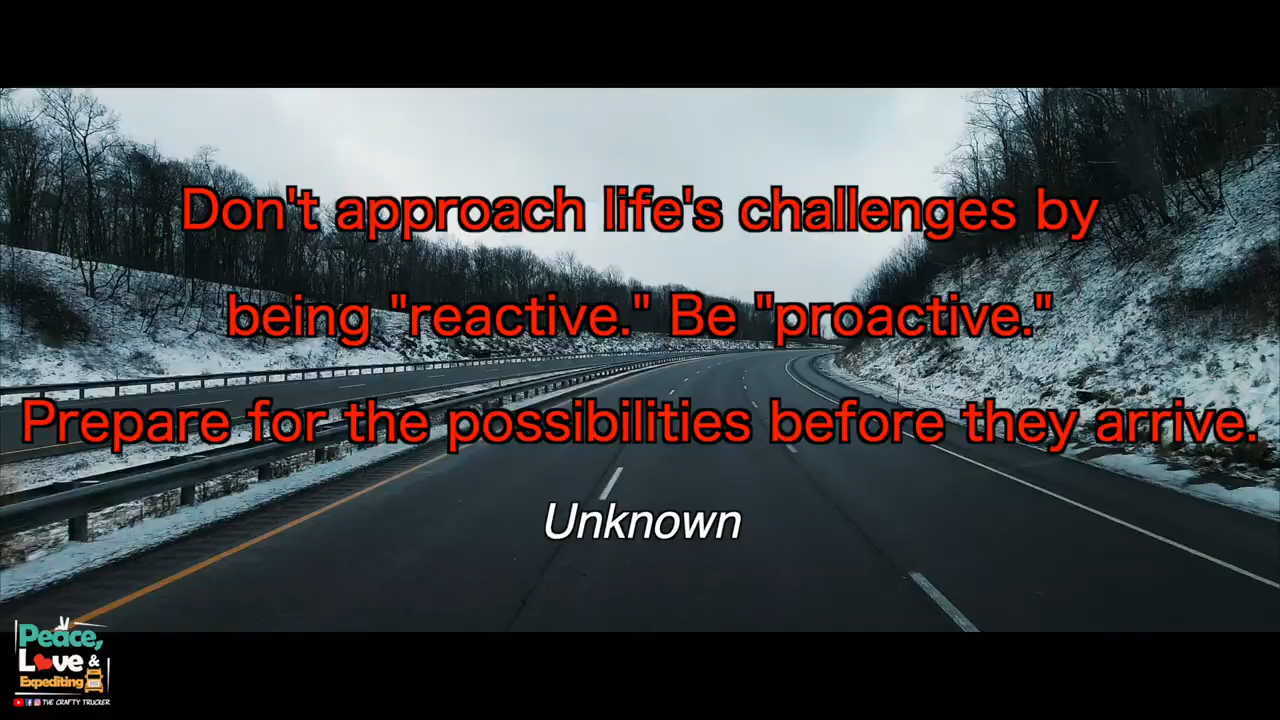 Don't approach life's challenges by
being "reactive." Be "proactive."
Prepare for the possibilities before they arrive.
Unknown
Peace,
Love &
Expediting
THE CRAFTY TRUCKER